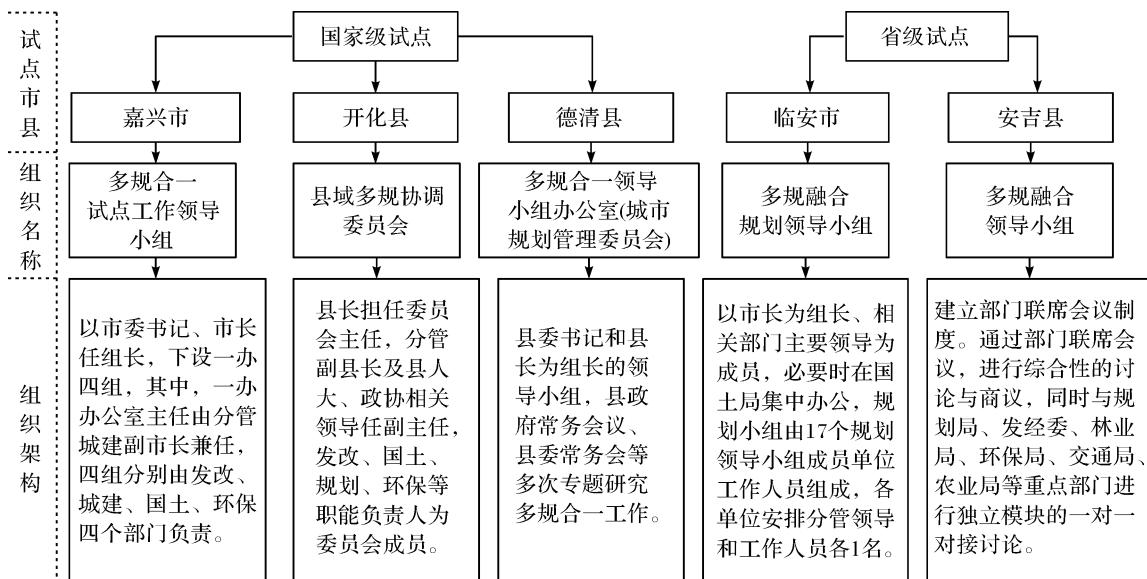 试点市县
国家级试点
省级试点
嘉兴市
开化县
德清县
临安市
安吉县
组织名称
多规合一
试点工作领导
小组
县域多规协调
委员会
多规合一领导
小组办公室(城市
规划管理委员会)
多规融合
规划领导小组
多规融合
领导小组
组织架构
以市委书记、市长
任组长，下设一办
四组，其中，一办
办公室主任由分管
城建副市长兼任，
四组分别由发改、
城建、国土、环保
四个部门负责。
县长担任委员
会主任，分管
副县长及县人
大、政协相关
领导任副主任，
发改、国土、
规划、环保等
职能负责人为
委员会成员。
县委书记和县
长为组长的领
导小组，县政
府常务会议、
县委常务会等
多次专题研究
多规合一工作。
以市长为组长、相
关部门主要领导为
成员，必要时在国
土局集中办公，规
划小组由17个规划
领导小组成员单位
工作人员组成，各
单位安排分管领导
和工作人员各1名。
建立部门联席会议制
度。通过部门联席会
议，进行综合性的讨
论与商议，同时与规
划局、发经委、林业
局、环保局、交通局、
农业局等重点部门进
行独立模块的一对一
对接讨论。